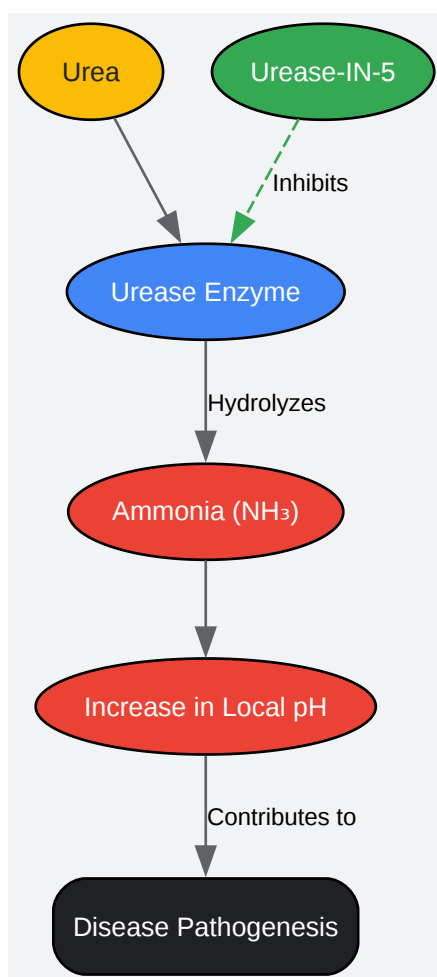 Urea
Urease-IN-5
Inhibits
Urease Enzyme
Hydrolyzes
Ammonia (NH₃)
Increase in Local pH
Contributes to
Disease Pathogenesis